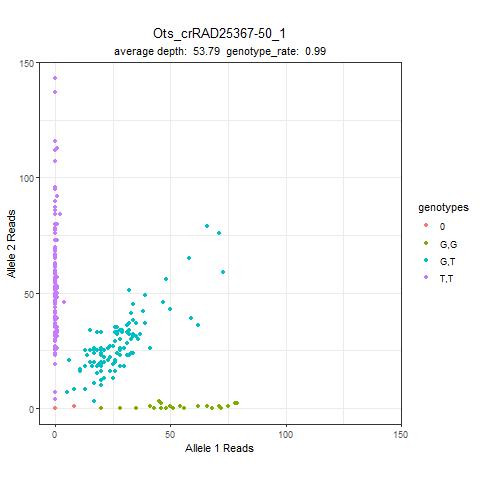 Ots_crRAD25367-50_1
average depth: 53.79 genotype_rate: 0.99
150
100
50
0
Allele 2 Reads
0 50 100 150
Allele 1 Reads
genotypes
0
G,G
G,T
T,T